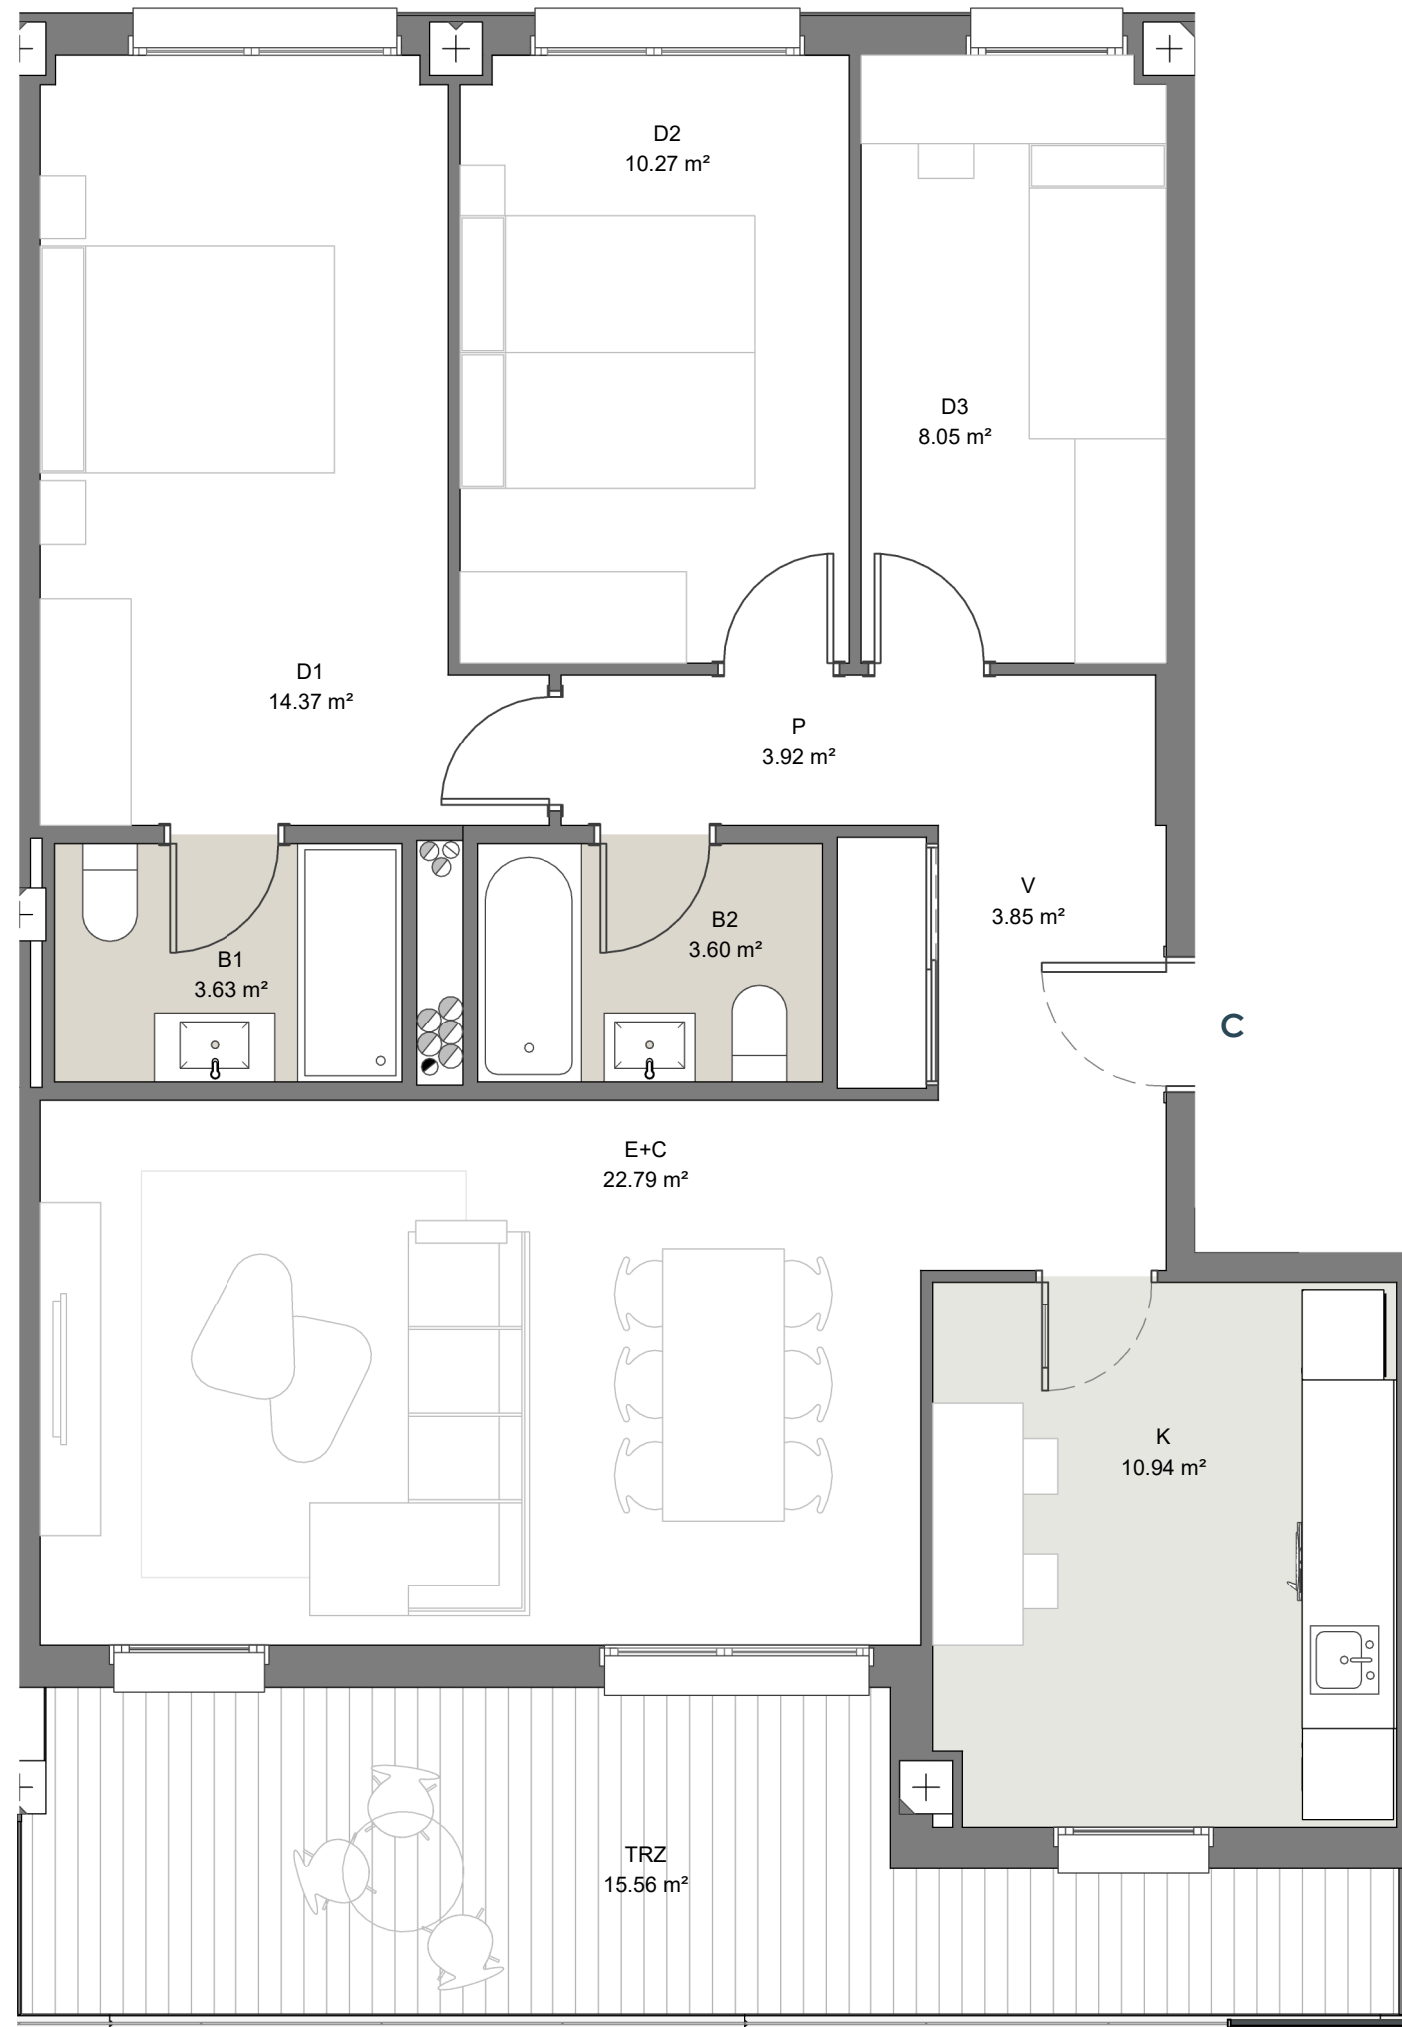 D2
10.27 m²
D3
8.05 m²
D1
14.37 m²
P
3.92 m²
V
3.85 m²
B2
3.60 m²
B1
3.63 m²
C
E+C
22.79 m²
K
10.94 m²
TRZ
15.56 m²